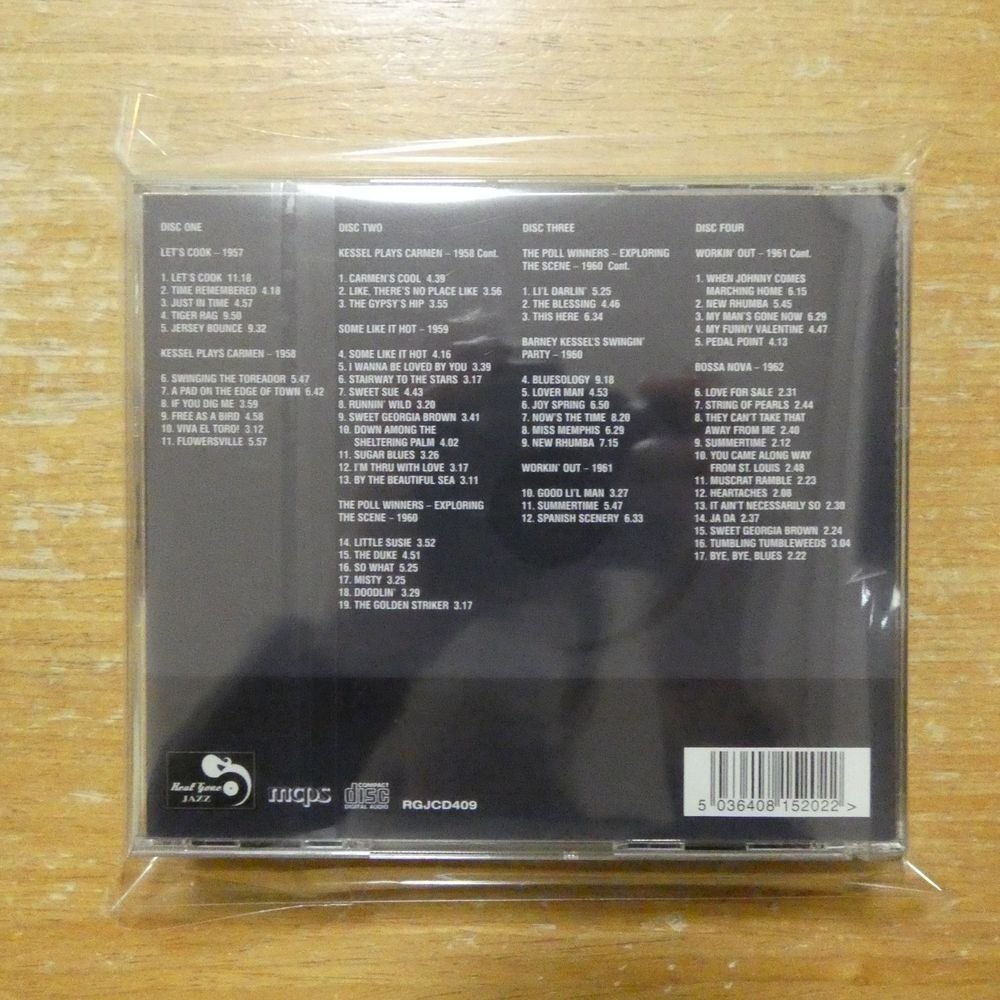 DISC ONE
LET'S COOK – 1957
1. LET'S COOK 11.18
2. TIME REMEMBERED 4.18
3. JUST IN TIME 4.57
4. TIGER RAG 9.50
5. JERSEY BOUNCE 9.32
KESSEL PLAYS CARMEN – 1958
6. SWINGING THE TOREADOR 5.47
7. A PAD ON THE EDGE OF TOWN 6.42
8. IF YOU DIG ME 3.59
9. FREE AS A BIRD 4.58
10. VIVA EL TORO! 3.12
11. FLOWERSVILLE 5.57
DISC TWO
KESSEL PLAYS CARMEN – 1958 Cont.
1. CARMEN'S COOL 4.39
2. LIKE, THERE'S NO PLACE LIKE 3.56
3. THE GYPSY'S HIP 3.55
SOME LIKE IT HOT – 1959
4. SOME LIKE IT HOT 4.16
5. I WANNA BE LOVED BY YOU 3.39
6. STAIRWAY TO THE STARS 3.17
7. SWEET SUE 4.43
8. RUNNIN' WILD 3.20
9. SWEET GEORGIA BROWN 3.41
10. DOWN AMONG THE
SHELTERING PALM 4.02
11. SUGAR BLUES 3.26
12. I'M THRU WITH LOVE 3.17
13. BY THE BEAUTIFUL SEA 3.11
THE POLL WINNERS – EXPLORING
THE SCENE – 1960
14. LITTLE SUSIE 3.52
15. THE DUKE 4.51
16. SO WHAT 5.25
17. MISTY 3.25
18. DOODLIN' 3.29
19. THE GOLDEN STRIKER 3.17
DISC THREE
THE POLL WINNERS – EXPLORING
THE SCENE – 1960 Cont.
1. LI'L DARLIN' 5.25
2. THE BLESSING 4.46
3. THIS HERE 6.34
BARNEY KESSEL'S SWINGIN'
PARTY – 1960
4. BLUESOLOGY 9.18
5. LOVER MAN 4.53
6. JOY SPRING 6.50
7. NOW'S THE TIME 8.20
8. MISS MEMPHIS 6.29
9. NEW RHUMBA 7.15
WORKIN' OUT – 1961
10. GOOD LI'L MAN 3.27
11. SUMMERTIME 5.47
12. SPANISH SCENERY 6.33
DISC FOUR
WORKIN' OUT – 1961 Cont.
1. WHEN JOHNNY COMES
MARCHING HOME 6.15
2. NEW RHUMBA 5.45
3. MY MAN'S GONE NOW 6.29
4. MY FUNNY VALENTINE 4.47
5. PEDAL POINT 4.13
BOSSA NOVA – 1962
6. LOVE FOR SALE 2.31
7. STRING OF PEARLS 2.44
8. THEY CAN'T TAKE THAT
AWAY FROM ME 2.40
9. SUMMERTIME 2.12
10. YOU CAME ALONG WAY
FROM ST. LOUIS 2.48
11. MUSCRAT RAMBLE 2.23
12. HEARTACHES 2.08
13. IT AIN'T NECESSARILY SO 2.30
14. JA DA 2.37
15. SWEET GEORGIA BROWN 2.24
16. TUMBLING TUMBLEWEEDS 3.04
17. BYE, BYE, BLUES 2.22
Real Gone
JAZZ
mcps
COMPACT
disc
DIGITAL AUDIO
RGJCD409
5 036408 152022 >